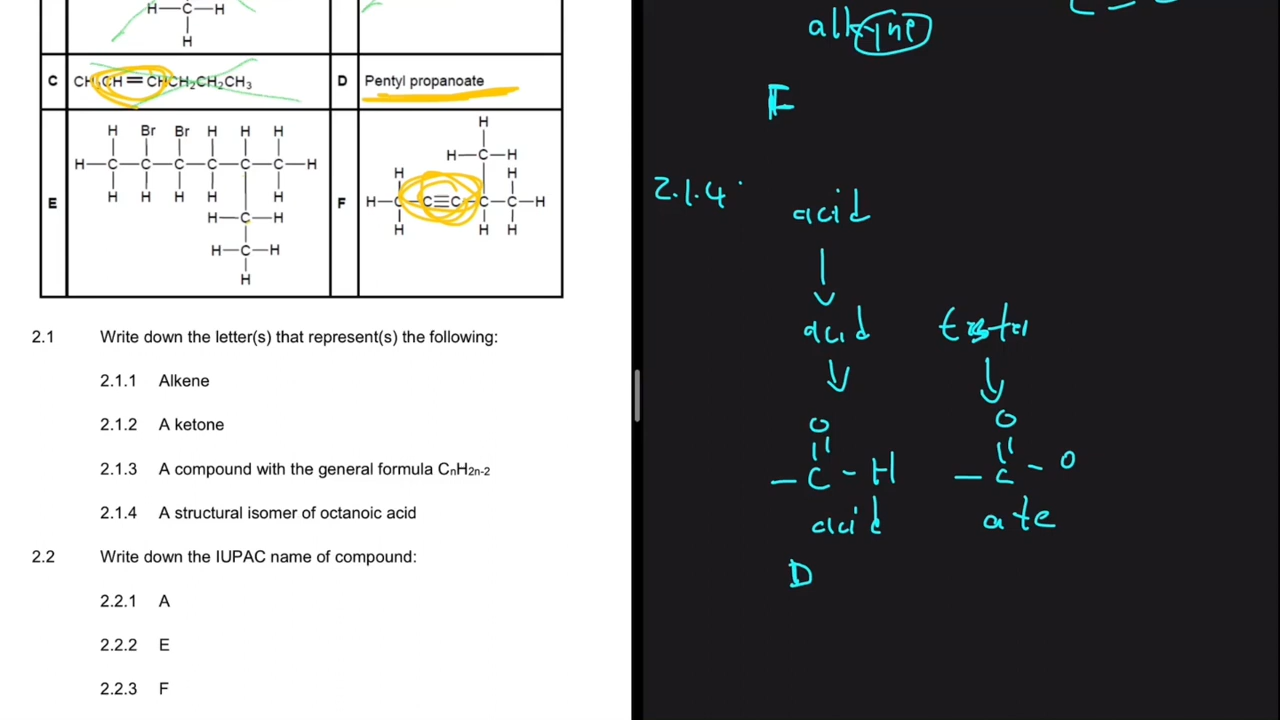 H—C—H
H
C CH3CH=CHCH2CH2CH3 D Pentyl propanoate
H Br Br H H H
H—C—C—C—C—C—C—H
H H H H H
H—C—H
H—C—H
H
E
H
H—C—H
H H
H—C—C≡C—C—C—H
H H H
F
2.1 Write down the letter(s) that represent(s) the following:
2.1.1 Alkene
2.1.2 A ketone
2.1.3 A compound with the general formula CnH2n-2
2.1.4 A structural isomer of octanoic acid
2.2 Write down the IUPAC name of compound:
2.2.1 A
2.2.2 E
2.2.3 F
alkyne
F
2.1.4
acid
acid Ester
O O
— C – H — C – O
acid ate
D